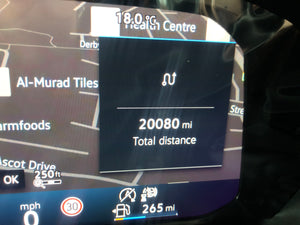 18.0°C
Health Centre
Derby
Al-Murad Tiles
20080 mi
Total distance
armfoods
Ascot Drive
OK
250ft
mph
0
30
265 mi